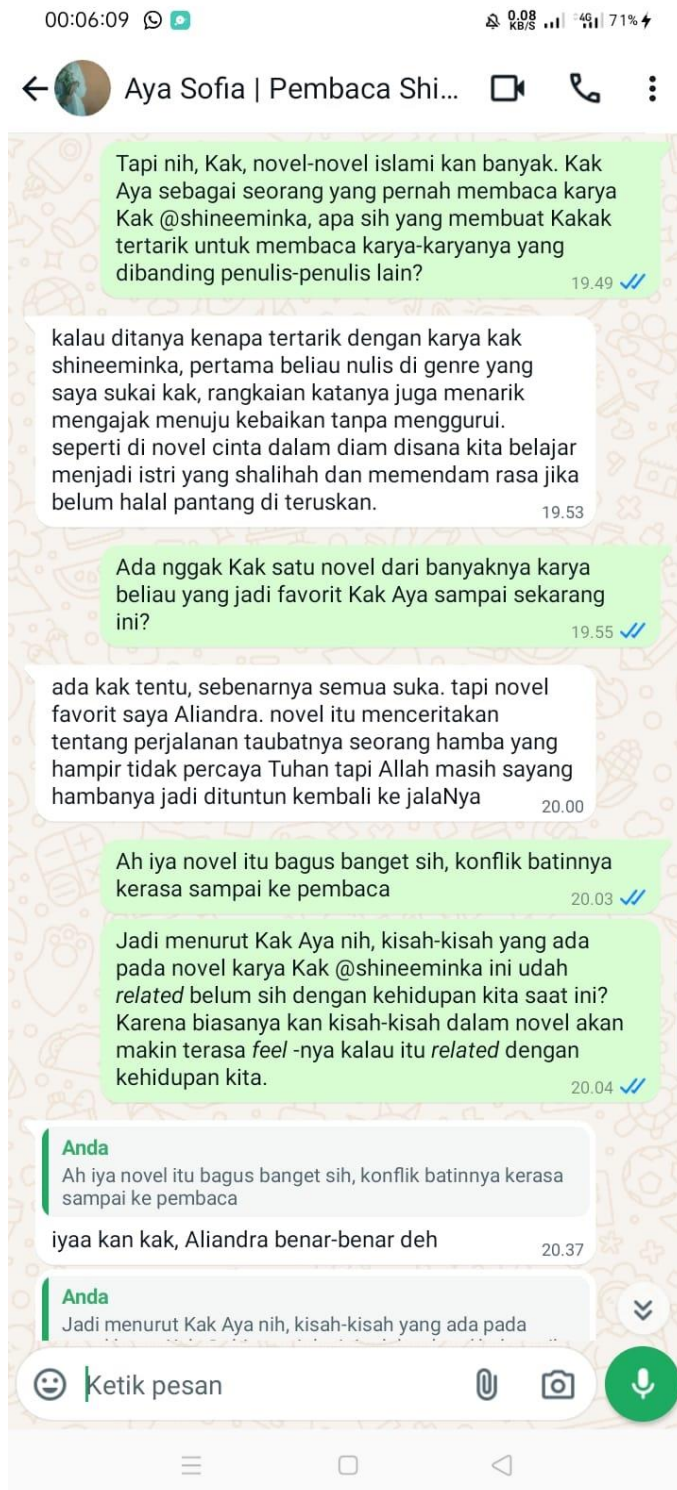 00:06:09
0.08 KB/S 4G 71%
Aya Sofia | Pembaca Shi...
Tapi nih, Kak, novel-novel islami kan banyak. Kak
Aya sebagai seorang yang pernah membaca karya
Kak @shineeminka, apa sih yang membuat Kakak
tertarik untuk membaca karya-karyanya yang
dibanding penulis-penulis lain?
19.49
kalau ditanya kenapa tertarik dengan karya kak
shineeminka, pertama beliau nulis di genre yang
saya sukai kak, rangkaian katanya juga menarik
mengajak menuju kebaikan tanpa menggurui.
seperti di novel cinta dalam diam disana kita belajar
menjadi istri yang shalihah dan memendam rasa jika
belum halal pantang di teruskan.
19.53
Ada nggak Kak satu novel dari banyaknya karya
beliau yang jadi favorit Kak Aya sampai sekarang
ini?
19.55
ada kak tentu, sebenarnya semua suka. tapi novel
favorit saya Aliandra. novel itu menceritakan
tentang perjalanan taubatnya seorang hamba yang
hampir tidak percaya Tuhan tapi Allah masih sayang
hambanya jadi dituntun kembali ke jalaNya
20.00
Ah iya novel itu bagus banget sih, konflik batinnya
kerasa sampai ke pembaca
20.03
Jadi menurut Kak Aya nih, kisah-kisah yang ada
pada novel karya Kak @shineeminka ini udah
related belum sih dengan kehidupan kita saat ini?
Karena biasanya kan kisah-kisah dalam novel akan
makin terasa feel -nya kalau itu related dengan
kehidupan kita.
20.04
Anda
Ah iya novel itu bagus banget sih, konflik batinnya kerasa
sampai ke pembaca
iyaa kan kak, Aliandra benar-benar deh
20.37
Anda
Jadi menurut Kak Aya nih, kisah-kisah yang ada pada
Ketik pesan